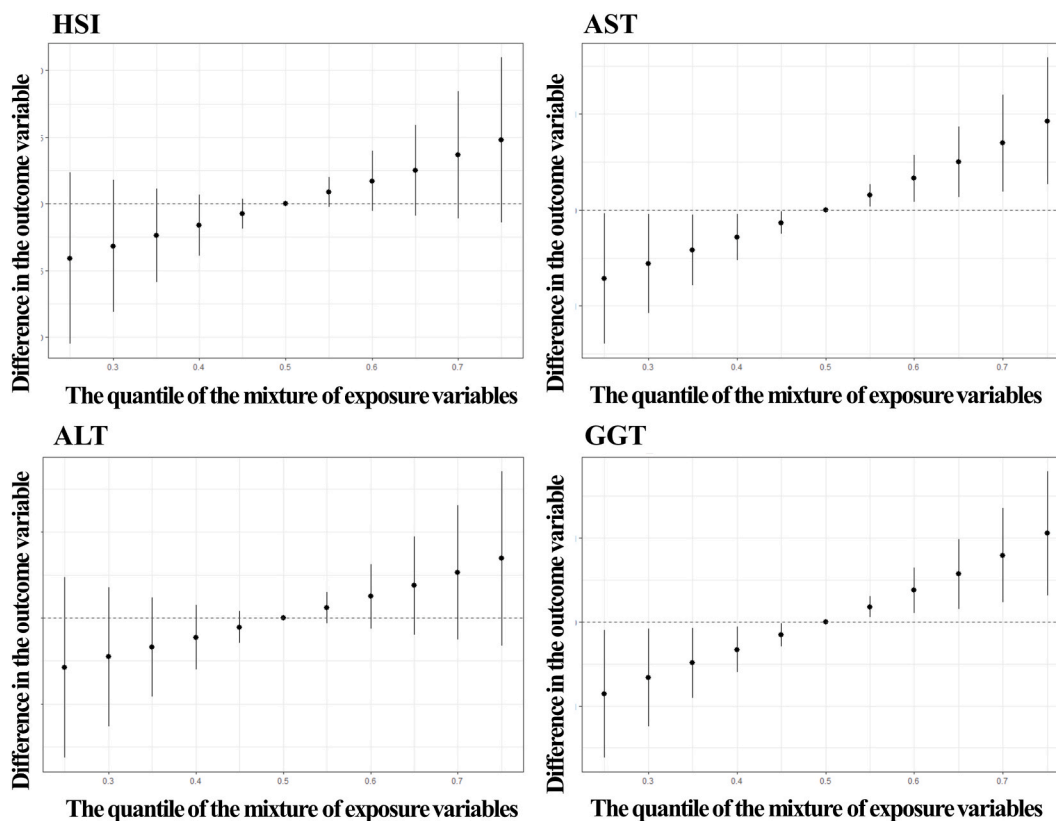 HSI
Difference in the outcome variable
0.3 0.4 0.5 0.6 0.7
The quantile of the mixture of exposure variables
AST
Difference in the outcome variable
0.3 0.4 0.5 0.6 0.7
The quantile of the mixture of exposure variables
ALT
Difference in the outcome variable
0.3 0.4 0.5 0.6 0.7
The quantile of the mixture of exposure variables
GGT
Difference in the outcome variable
0.3 0.4 0.5 0.6 0.7
The quantile of the mixture of exposure variables